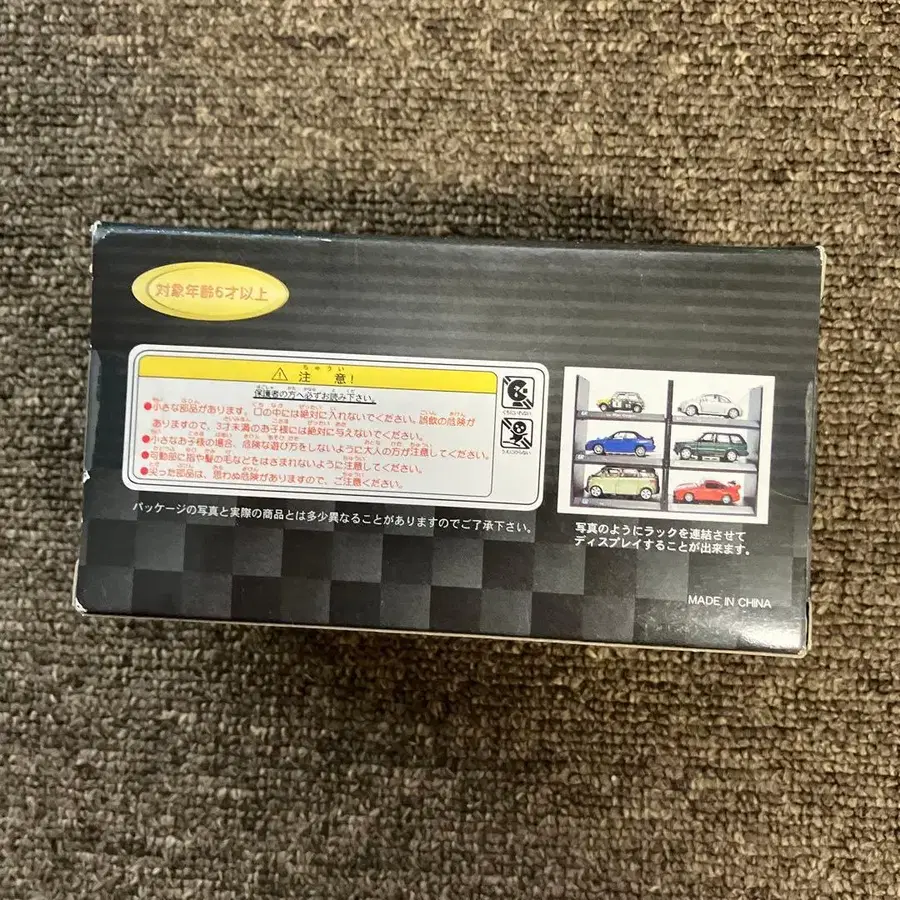 対象年齢6才以上
注意!
保護者の方へ必ずお読み下さい。
●小さな部品があります。口の中には絶対に入れないでください。誤飲の危険が
ありますので、3才未満のお子様には絶対に与えないでください。
●小さなお子様の場合、危険な遊び方をしないように大人の方が注意してください。
●可動部に指や髪の毛などをはさまれないように注意してください。
●尖った部品は、思わぬ危険がありますので、ご注意ください。
パッケージの写真と実際の商品とは多少異なることがありますのでご了承下さい。
写真のようにラックを連結させて
ディスプレイすることが出来ます。
MADE IN CHINA